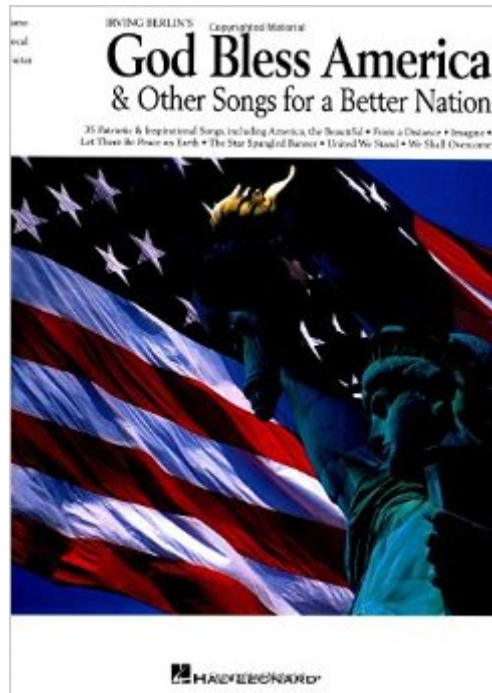 IRVING BERLIN'S
Copyrighted Material
God Bless America
& Other Songs for a Better Nation
35 Patriotic & Inspirational Songs, including America, the Beautiful • From a Distance • Imagine •
Let There Be Peace on Earth • The Star Spangled Banner • United We Stand • We Shall Overcome
HAL•LEONARD®